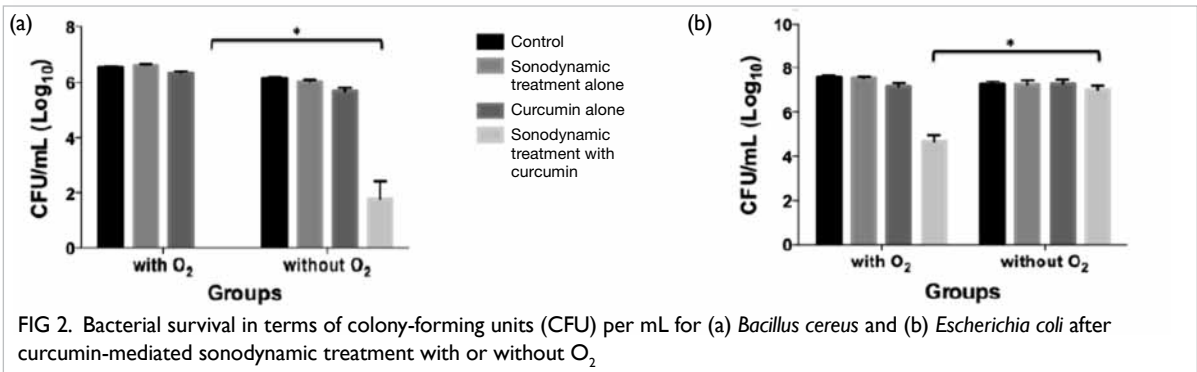 (a)
8
6
4
2
0
CFU/mL (Log10)
*
with O2
without O2
Groups
Control
Sonodynamic
treatment alone
Curcumin alone
Sonodynamic
treatment with
curcumin
(b)
10
8
6
4
2
0
CFU/mL (Log10)
*
with O2
without O2
Groups
FIG 2. Bacterial survival in terms of colony-forming units (CFU) per mL for (a) Bacillus cereus and (b) Escherichia coli after
curcumin-mediated sonodynamic treatment with or without O2